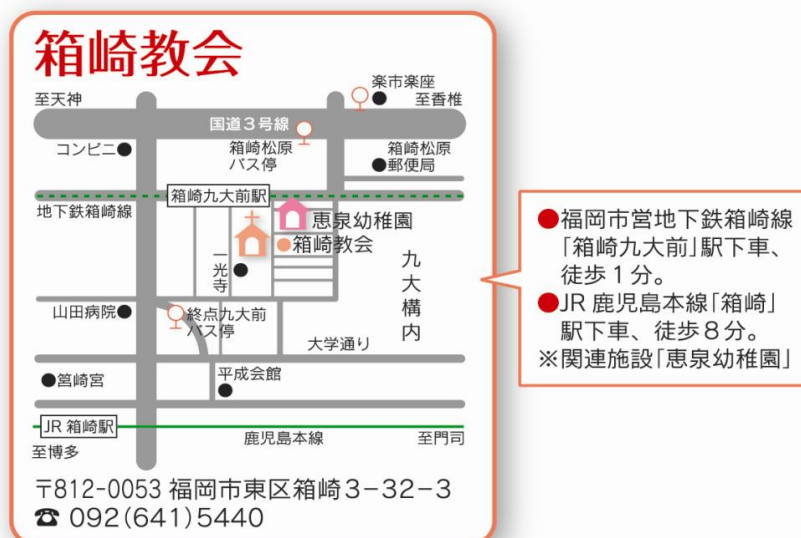 箱崎教会
楽市楽座
至天神
至香椎
国道3号線
コンビニ
箱崎松原
バス停
箱崎松原
郵便局
箱崎九大前駅
地下鉄箱崎線
恵泉幼稚園
箱崎教会
一光寺
九大構内
山田病院
終点九大前
バス停
大学通り
筥崎宮
平成会館
JR 箱崎駅
鹿児島本線
至門司
至博多
〒812-0053 福岡市東区箱崎3−32−3
☎ 092(641)5440
●福岡市営地下鉄箱崎線
「箱崎九大前」駅下車、
徒歩1分。
●JR 鹿児島本線「箱崎」
駅下車、徒歩8分。
※関連施設「恵泉幼稚園」